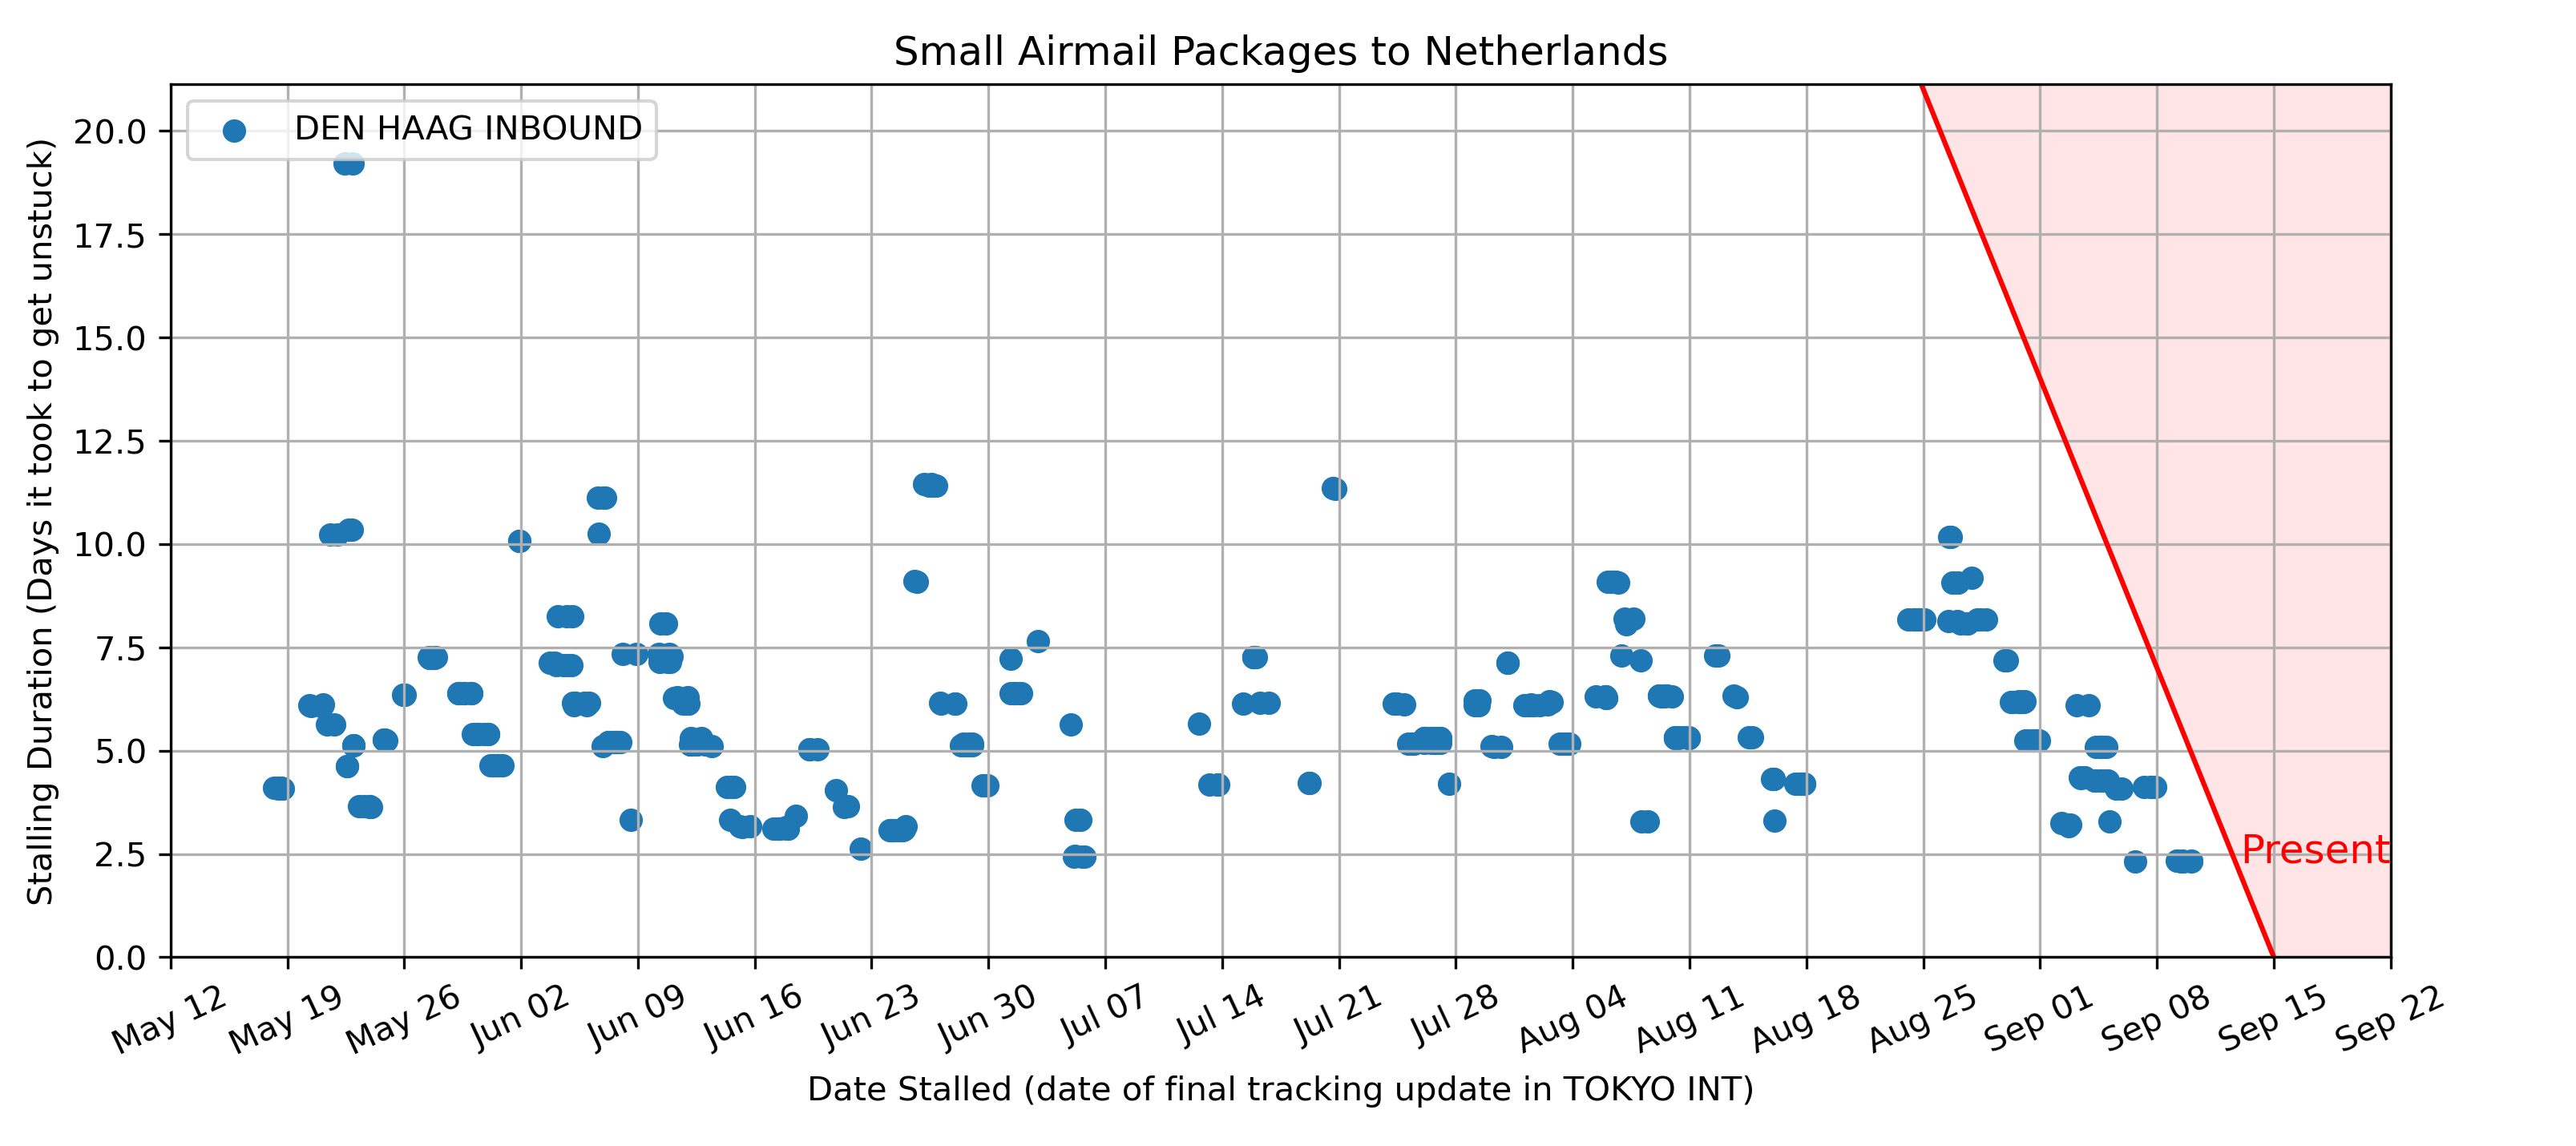 Small Airmail Packages to Netherlands
DEN HAAG INBOUND
Stalling Duration (Days it took to get unstuck)
20.0
17.5
15.0
12.5
10.0
7.5
5.0
2.5
0.0
Present
May 12
May 19
May 26
Jun 02
Jun 09
Jun 16
Jun 23
Jun 30
Jul 07
Jul 14
Jul 21
Jul 28
Aug 04
Aug 11
Aug 18
Aug 25
Sep 01
Sep 08
Sep 15
Sep 22
Date Stalled (date of final tracking update in TOKYO INT)